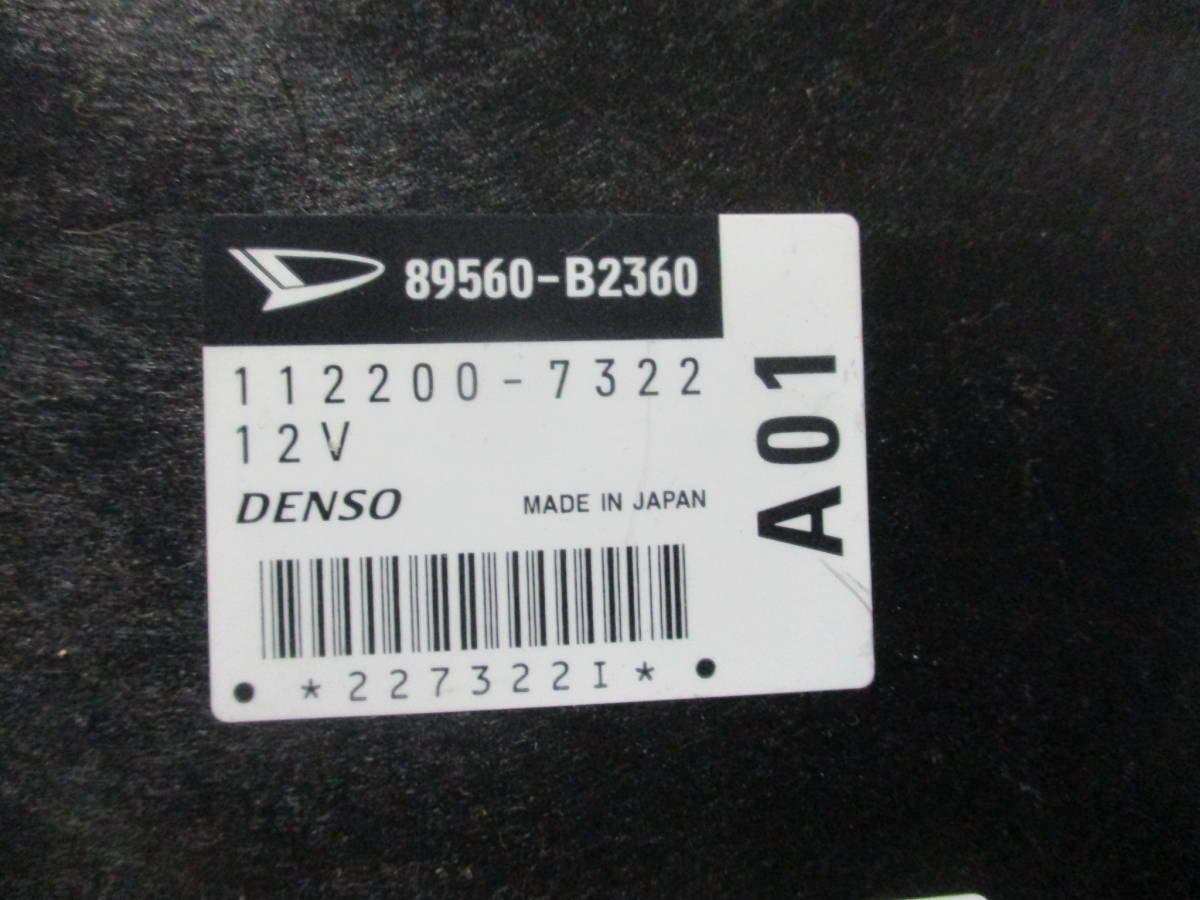 89560-B2360
112200-7322
12V
DENSO MADE IN JAPAN
*227322I*
A01